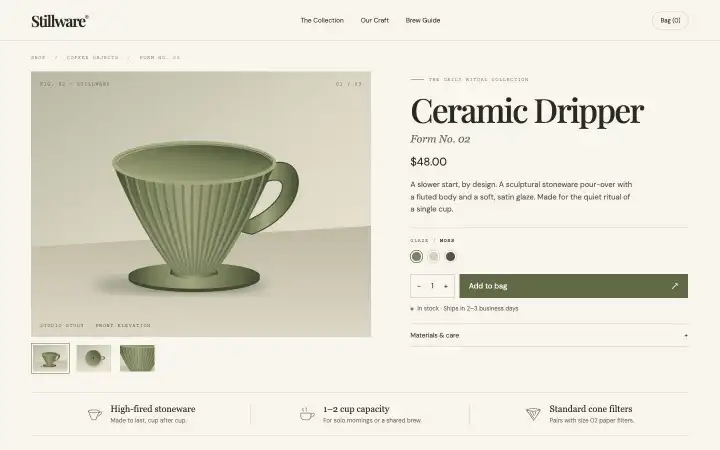 Stillware®
The Collection
Our Craft
Brew Guide
Bag (0)
SHOP / COFFEE OBJECTS / FORM NO. 02
FIG. 02 — STILLWARE
01 / 03
STUDIO STUDY — FRONT ELEVATION
THE DAILY RITUAL COLLECTION
Ceramic Dripper
Form No. 02
$48.00
A slower start, by design. A sculptural stoneware pour-over with
a fluted body and a soft, satin glaze. Made for the quiet ritual of
a single cup.
GLAZE / MOSS
− 1 +
Add to bag ↗
In stock · Ships in 2–3 business days
Materials & care +
High-fired stoneware
Made to last, cup after cup.
1–2 cup capacity
For solo mornings or a shared brew.
Standard cone filters
Pairs with size 02 paper filters.